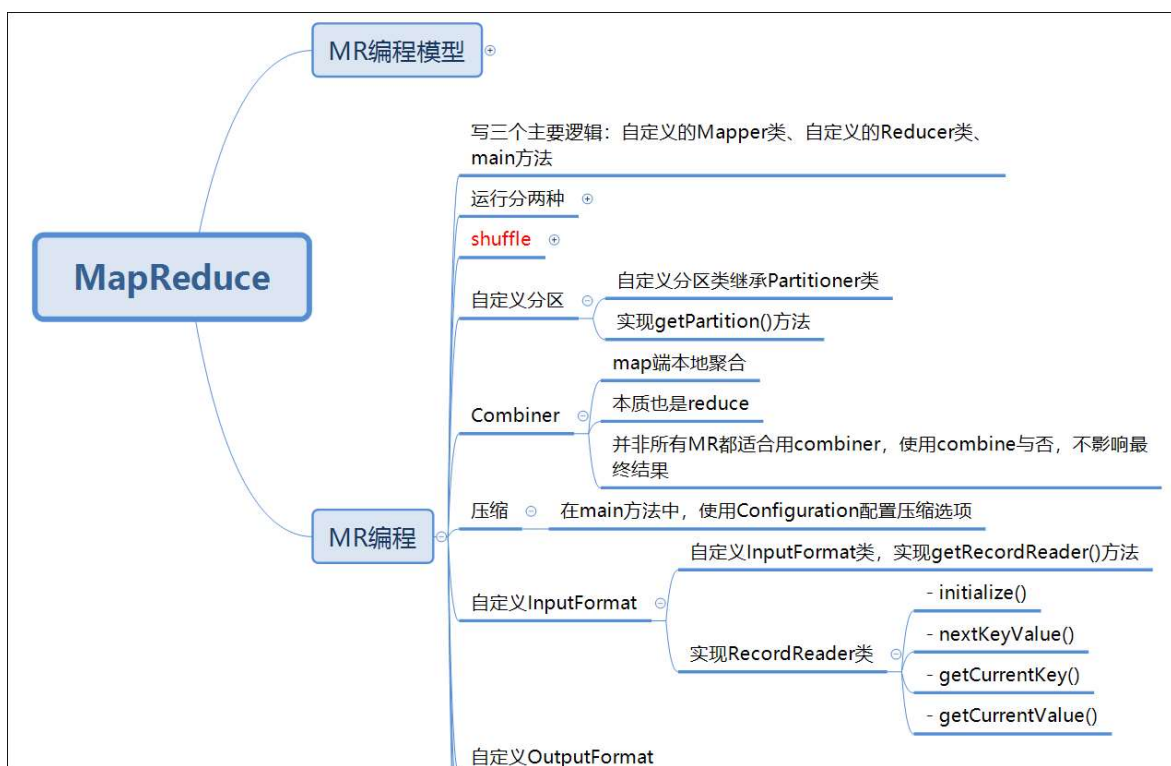 MapReduce
MR编程模型
MR编程
写三个主要逻辑：自定义的Mapper类、自定义的Reducer类、
main方法
运行分两种
shuffle
自定义分区
自定义分区类继承Partitioner类
实现getPartition()方法
Combiner
map端本地聚合
本质也是reduce
并非所有MR都适合用combiner，使用combine与否，不影响最
终结果
压缩
在main方法中，使用Configuration配置压缩选项
自定义InputFormat
自定义InputFormat类，实现getRecordReader()方法
实现RecordReader类
- initialize()
- nextKeyValue()
- getCurrentKey()
- getCurrentValue()
自定义OutputFormat